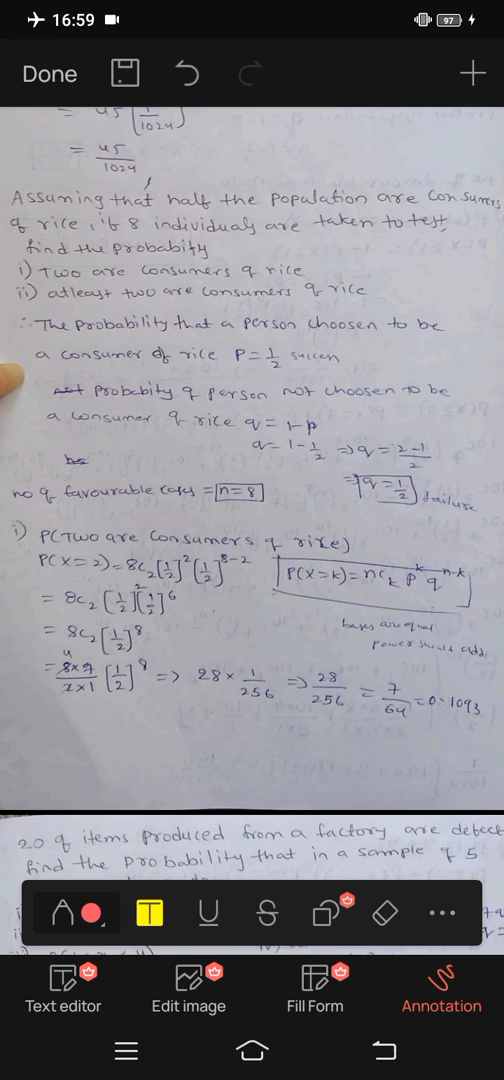 16:59
97
Done
= 45 [1/1024]
= 45/1024
Assuming that half the population are consumers
of rice, if 8 individuals are taken to test,
find the probabity
i) Two are consumers of rice
ii) atleast two are consumers of rice
∴ The probability that a person choosen to be
a consumer of rice P = 1/2 success
probabity of person not choosen to be
a consumer of rice q = 1-p
q = 1 - 1/2 ⇒ q = 2-1/2
no of favourable cases = n=8
⇒ q = 1/2 failure
i) P(Two are consumers of rice)
P(X=2) = 8c2 [1/2]^2 [1/2]^8-2
P(X=k) = nck p^k q^n-k
= 8c2 [1/2]^2 [1/2]^6
= 8c2 [1/2]^8
bases are equal
power should add
= 8x7/2x1 [1/2]^8 => 28 x 1/256 => 28/256 = 7/64 = 0.1093
20 of items produced from a factory are defect
find the probability that in a sample of 5
T
U
S
Text editor
Edit image
Fill Form
Annotation